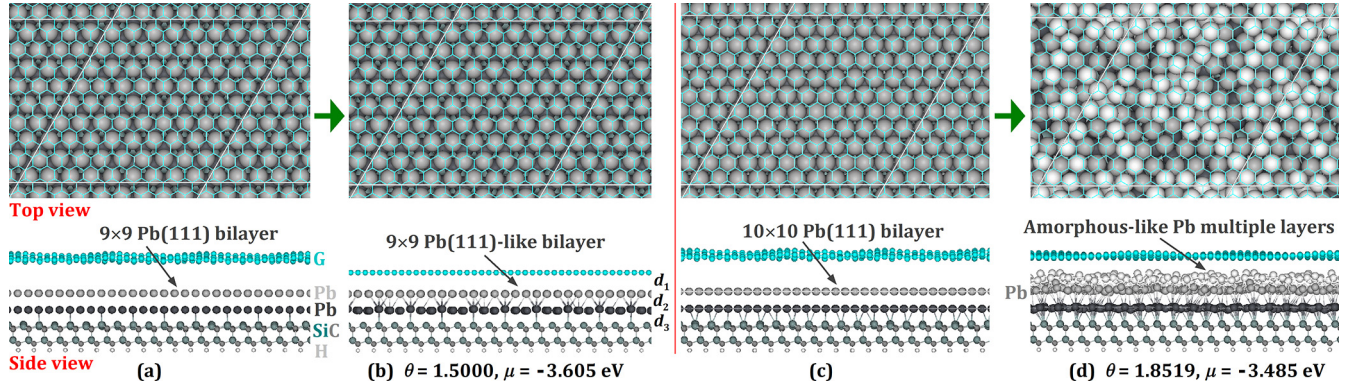 Top view
9×9 Pb(111) bilayer
G
Pb
Pb
SiC
H
Side view
(a)
9×9 Pb(111)-like bilayer
d₁
d₂
d₃
(b) θ = 1.5000, μ = -3.605 eV
10×10 Pb(111) bilayer
(c)
Amorphous-like Pb multiple layers
Pb
(d) θ = 1.8519, μ = -3.485 eV